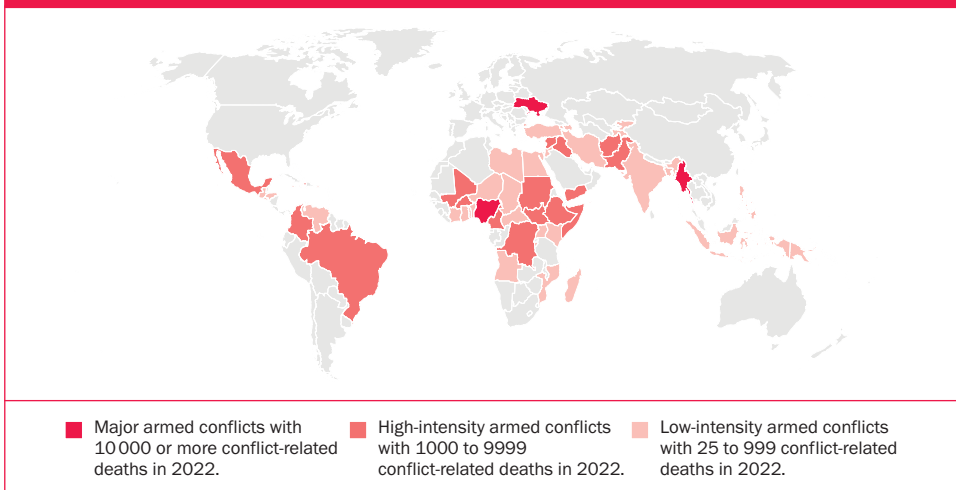 Major armed conflicts with
10 000 or more conflict-related
deaths in 2022.
High-intensity armed conflicts
with 1000 to 9999
conflict-related deaths in 2022.
Low-intensity armed conflicts
with 25 to 999 conflict-related
deaths in 2022.